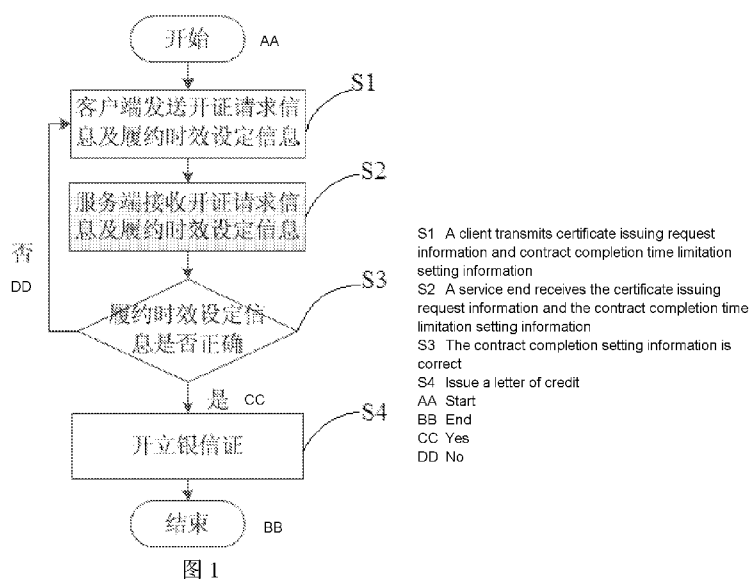 开始
AA
S1
客户端发送开证请求信
息及履约时效设定信息
S2
服务端接收开证请求信
息及履约时效设定信息
否
DD
S3
履约时效设定信
息是否正确
是 CC
S4
开立银信证
结束
BB
图 1
S1 A client transmits certificate issuing request
information and contract completion time limitation
setting information
S2 A service end receives the certificate issuing
request information and the contract completion time
limitation setting information
S3 The contract completion setting information is
correct
S4 Issue a letter of credit
AA Start
BB End
CC Yes
DD No